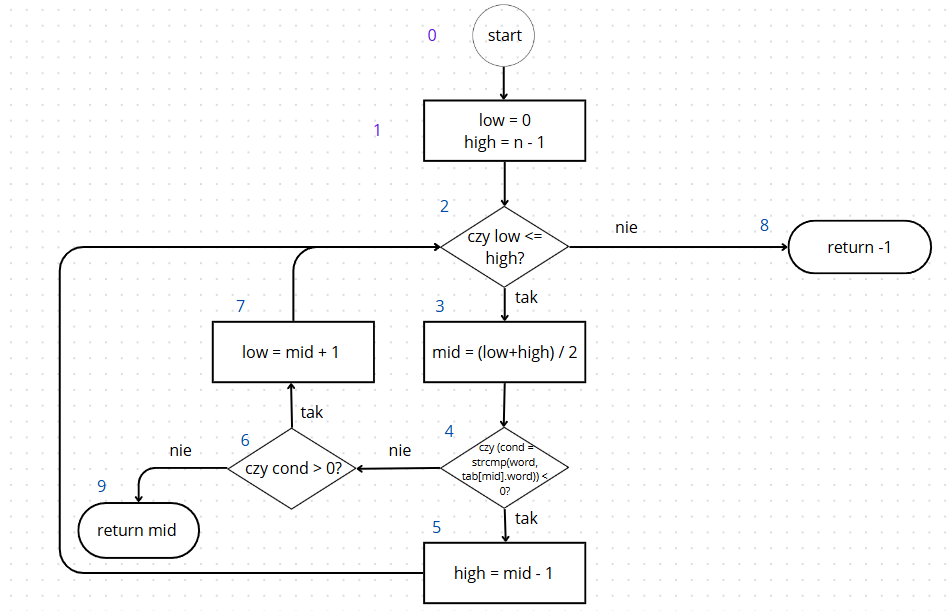 0
start
1
low = 0
high = n - 1
2
czy low <=
high?
nie
8
return -1
tak
7
3
low = mid + 1
mid = (low+high) / 2
tak
4
6
nie
nie
czy cond > 0?
czy (cond =
strcmp(word,
tab[mid].word)) <
0?
9
return mid
tak
5
high = mid - 1